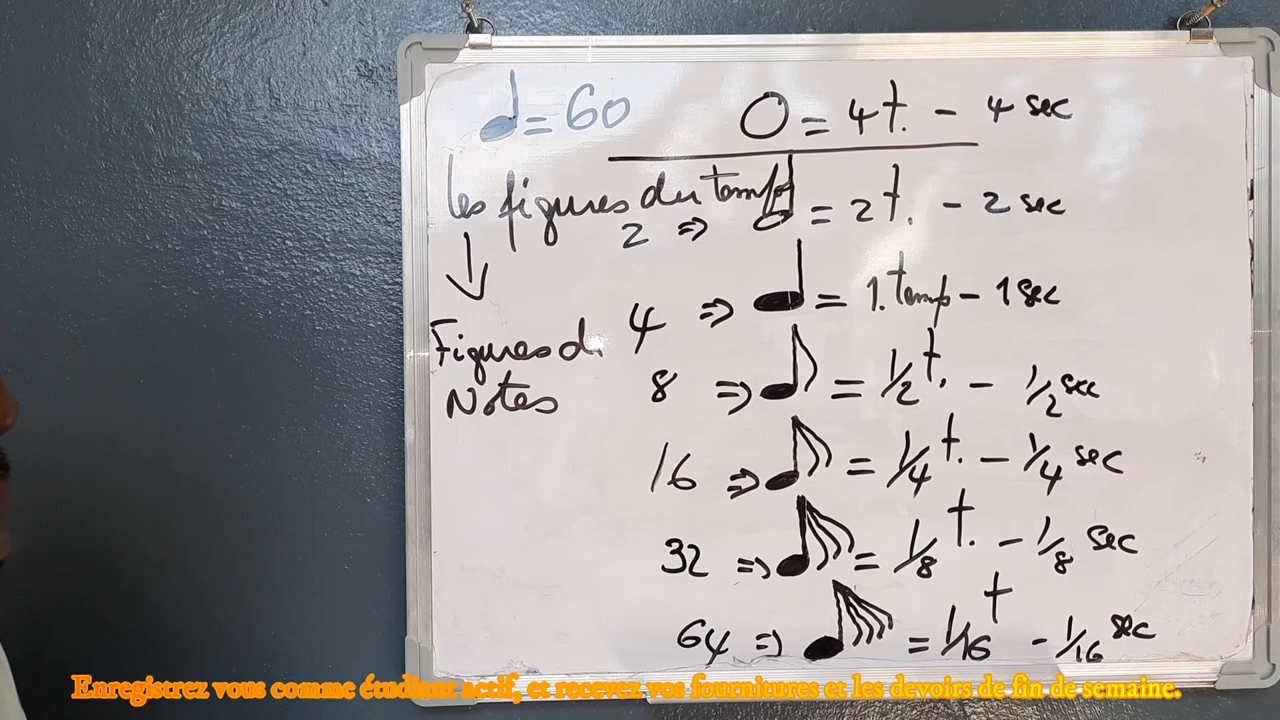 ♩= 60
O = 4t. - 4 sec
les figures du temps
2 ⇒ 𝅗𝅥 = 2t. - 2 sec
↓
4 ⇒ ♩ = 1.temp - 1 sec
Figures d.
Notes
8 ⇒ ♪ = 1/2 t. - 1/2 sec
16 ⇒ 𝅘𝅥𝅯 = 1/4 t. - 1/4 sec
32 ⇒ 𝅘𝅥𝅰 = 1/8 t. - 1/8 sec
64 ⇒ 𝅘𝅥𝅱 = 1/16 t - 1/16 sec
Enregistrez vous comme étudiant actif, et recevez vos fournitures et les devoirs de fin de semaine.